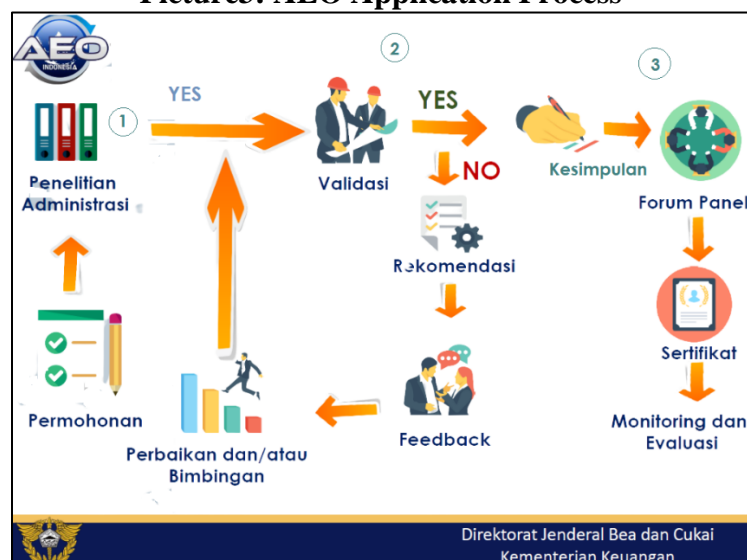 Picture3: AEO Application Process
AEO
INDONESIA
1
YES
2
YES
3
Penelitian
Administrasi
Validasi
NO
Kesimpulan
Forum Panel
Rekomendasi
Sertifikat
Permohonan
Perbaikan dan/atau
Bimbingan
Feedback
Monitoring dan
Evaluasi
Direktorat Jenderal Bea dan Cukai
Kementerian Keuangan